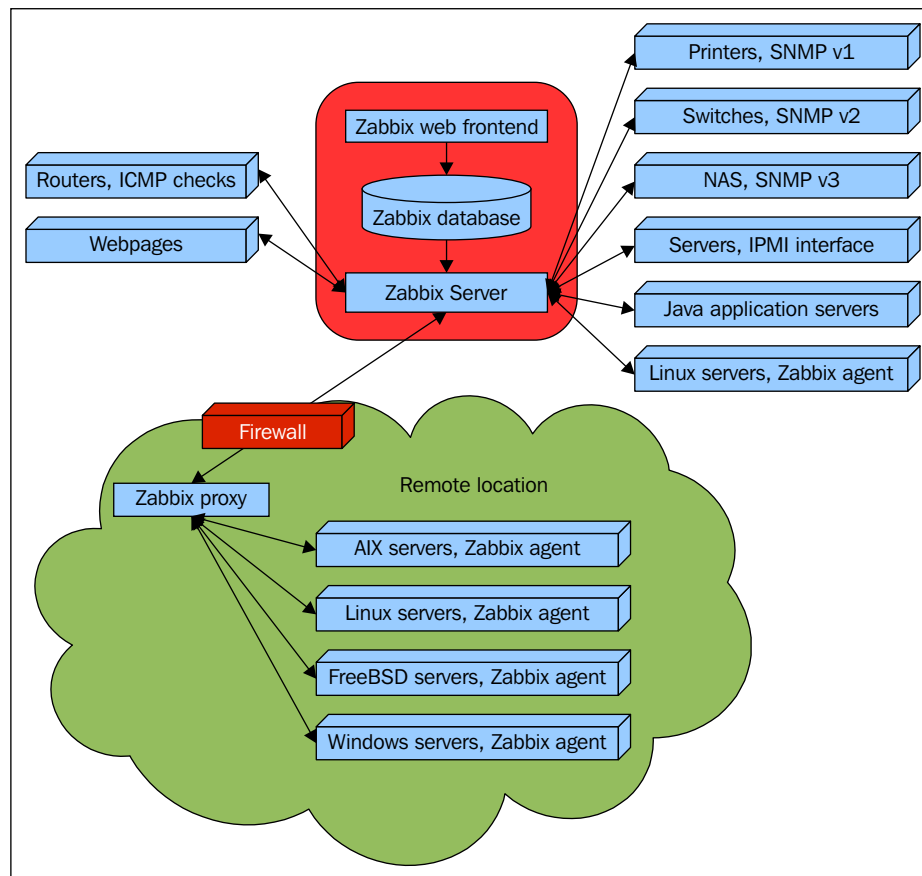 Printers, SNMP v1
Switches, SNMP v2
NAS, SNMP v3
Servers, IPMI interface
Java application servers
Linux servers, Zabbix agent
Zabbix web frontend
Zabbix database
Zabbix Server
Routers, ICMP checks
Webpages
Firewall
Zabbix proxy
Remote location
AIX servers, Zabbix agent
Linux servers, Zabbix agent
FreeBSD servers, Zabbix agent
Windows servers, Zabbix agent